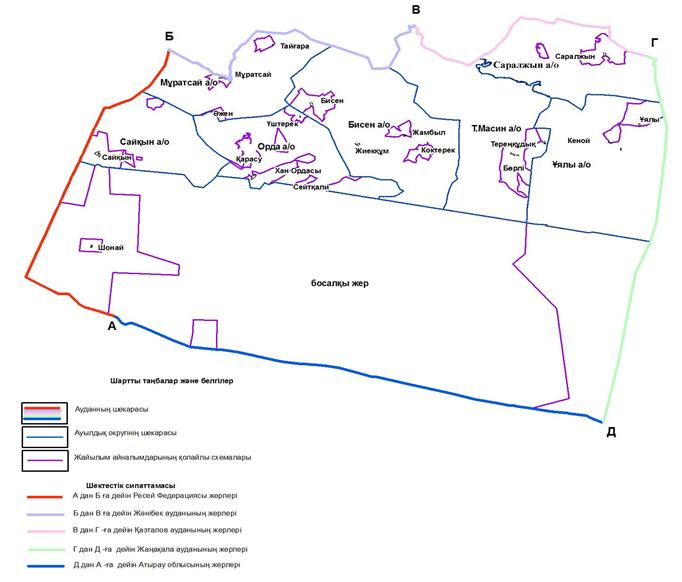 В
Б
Г
Тайғара
Саралжын
Саралжын а/о
Мұратсай
Мұратсай а/о
Бисен
Өжен
Үштерек
Ұялы
Сайқын а/о
Орда а/о
Бисен а/о
Жамбыл
Т.Масин а/о
Теренқұдық
Кеной
Сайқын
Қарасу
Жиекқұм
Коктерек
Ұялы а/о
Хан Ордасы
Бөрлі
Сейтқали
Шонай
босалқы жер
А
Д
Шартты таңбалар және белгілер
Ауданның шекарасы
Ауылдық округінің шекарасы
Жайылым айналымдарының қолайлы схемалары
Шектестік сипаттамасы
А дан Б ға дейін Ресей Федерациясы жерлері
Б дан В ға дейін Жәнібек ауданының жерлері
В дан Г -ға дейін Қазталов ауданының жерлері
Г дан Д -ға дейін Жаңақала ауданының жерлері
Д дан А -ға дейін Атырау облысының жерлері